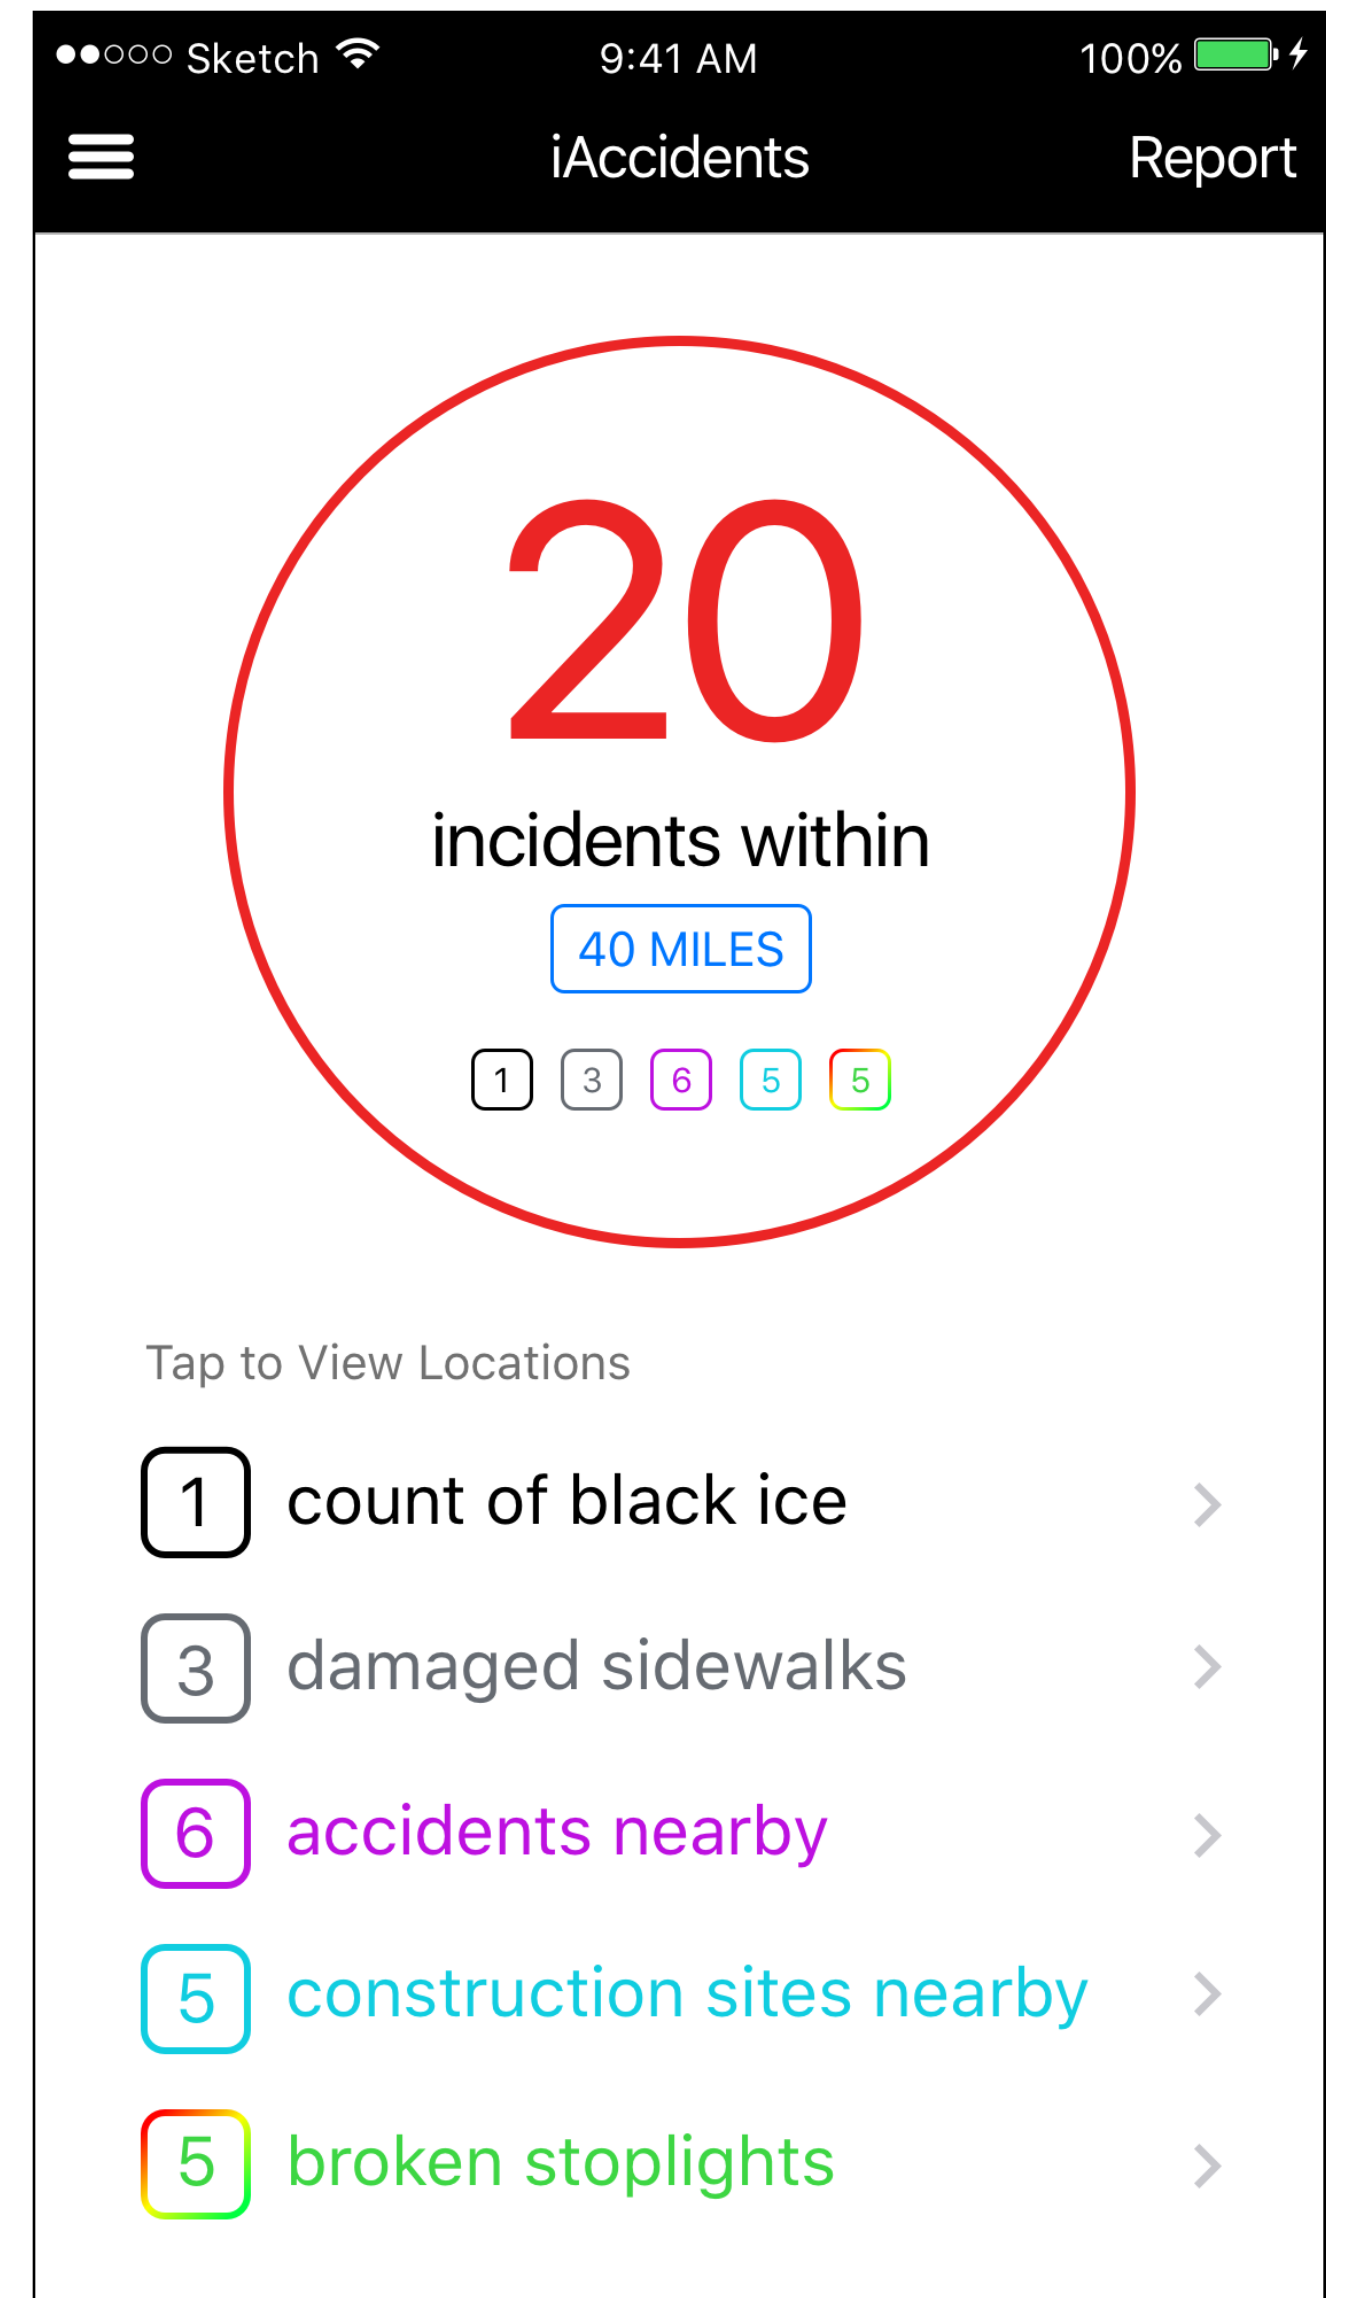 Sketch 9:41 AM 100%
iAccidents Report
20
incidents within
40 MILES
1 3 6 5 5
Tap to View Locations
1 count of black ice
3 damaged sidewalks
6 accidents nearby
5 construction sites nearby
5 broken stoplights